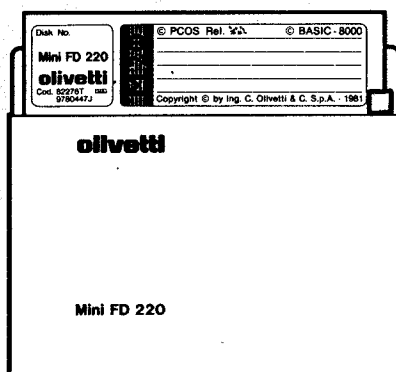 Disk No.
Mini FD 220
olivetti
Cod. 82276T
9780447J
© PCOS Rel. © BASIC - 8000
Copyright © by Ing. C. Olivetti & C. S.p.A. - 1981
olivetti
Mini FD 220